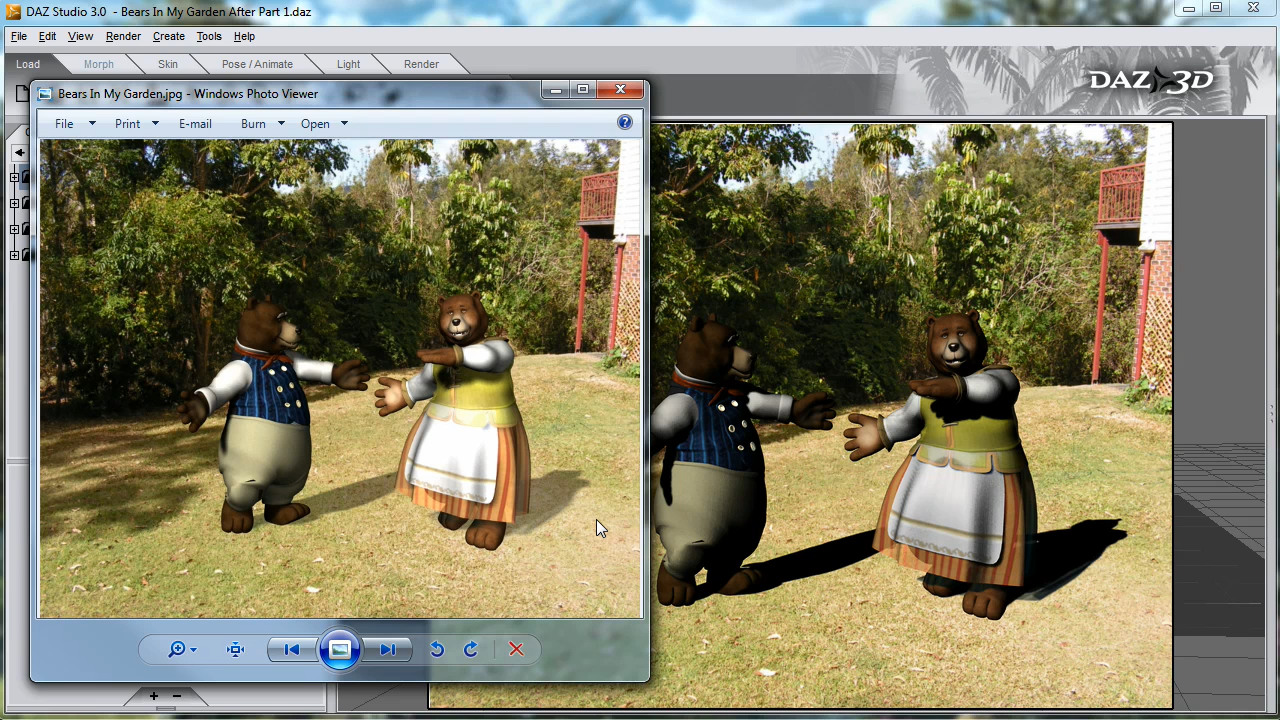 DAZ Studio 3.0 - Bears In My Garden After Part 1.daz
File Edit View Render Create Tools Help
Load Morph Skin Pose / Animate Light Render
DAZ 3D
Bears In My Garden.jpg - Windows Photo Viewer
File Print E-mail Burn Open